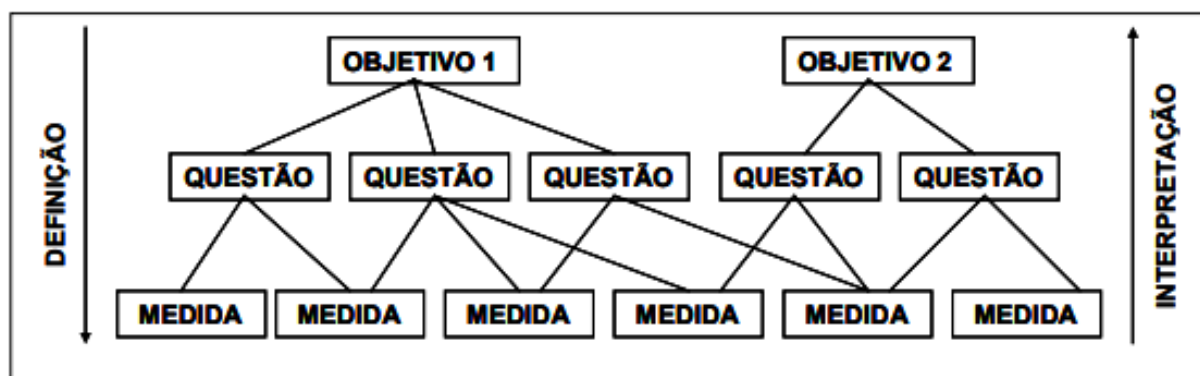 OBJETIVO 1
OBJETIVO 2
DEFINIÇÃO
INTERPRETAÇÃO
QUESTÃO
QUESTÃO
QUESTÃO
QUESTÃO
QUESTÃO
MEDIDA
MEDIDA
MEDIDA
MEDIDA
MEDIDA
MEDIDA